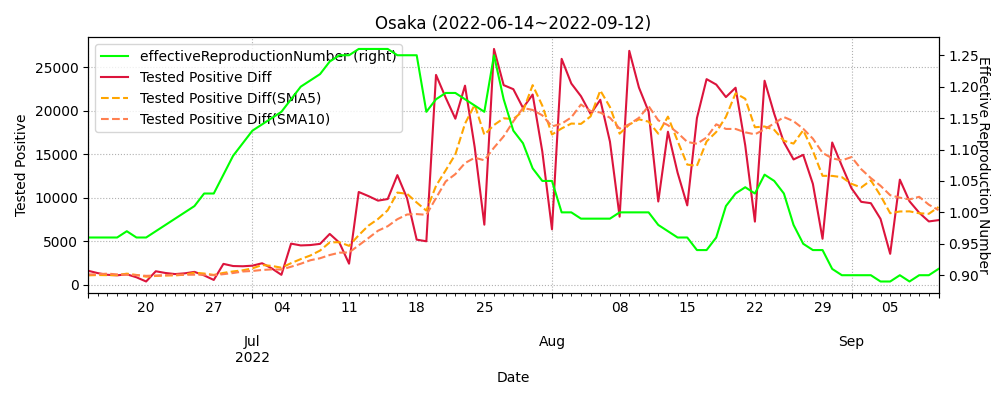 Osaka (2022-06-14~2022-09-12)
effectiveReproductionNumber (right)
Tested Positive Diff
Tested Positive Diff(SMA5)
Tested Positive Diff(SMA10)
Tested Positive
25000
20000
15000
10000
5000
0
1.25
1.20
1.15
1.10
1.05
1.00
0.95
0.90
Effective Reproduction Number
20
27
04
11
18
25
08
15
22
29
05
Jul
2022
Aug
Sep
Date